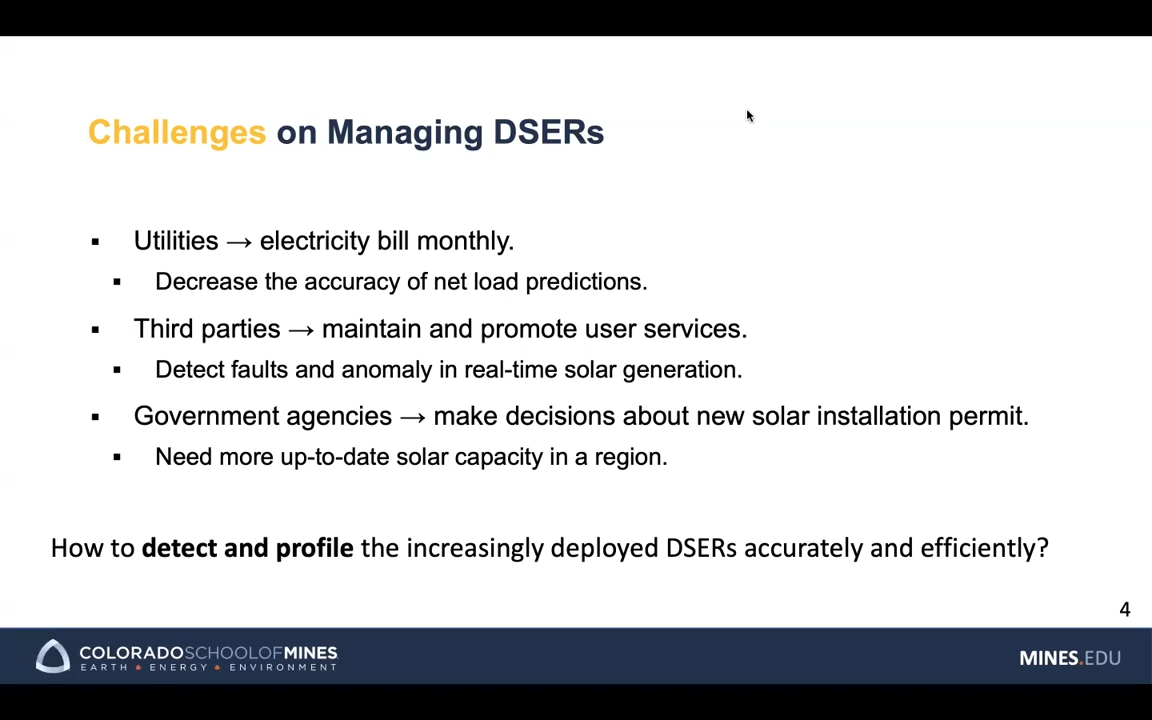 Challenges on Managing DSERs
▪ Utilities → electricity bill monthly.
▪ Decrease the accuracy of net load predictions.
▪ Third parties → maintain and promote user services.
▪ Detect faults and anomaly in real-time solar generation.
▪ Government agencies → make decisions about new solar installation permit.
▪ Need more up-to-date solar capacity in a region.
How to detect and profile the increasingly deployed DSERs accurately and efficiently?
4
COLORADOSCHOOLOFMINES
EARTH • ENERGY • ENVIRONMENT
MINES.EDU